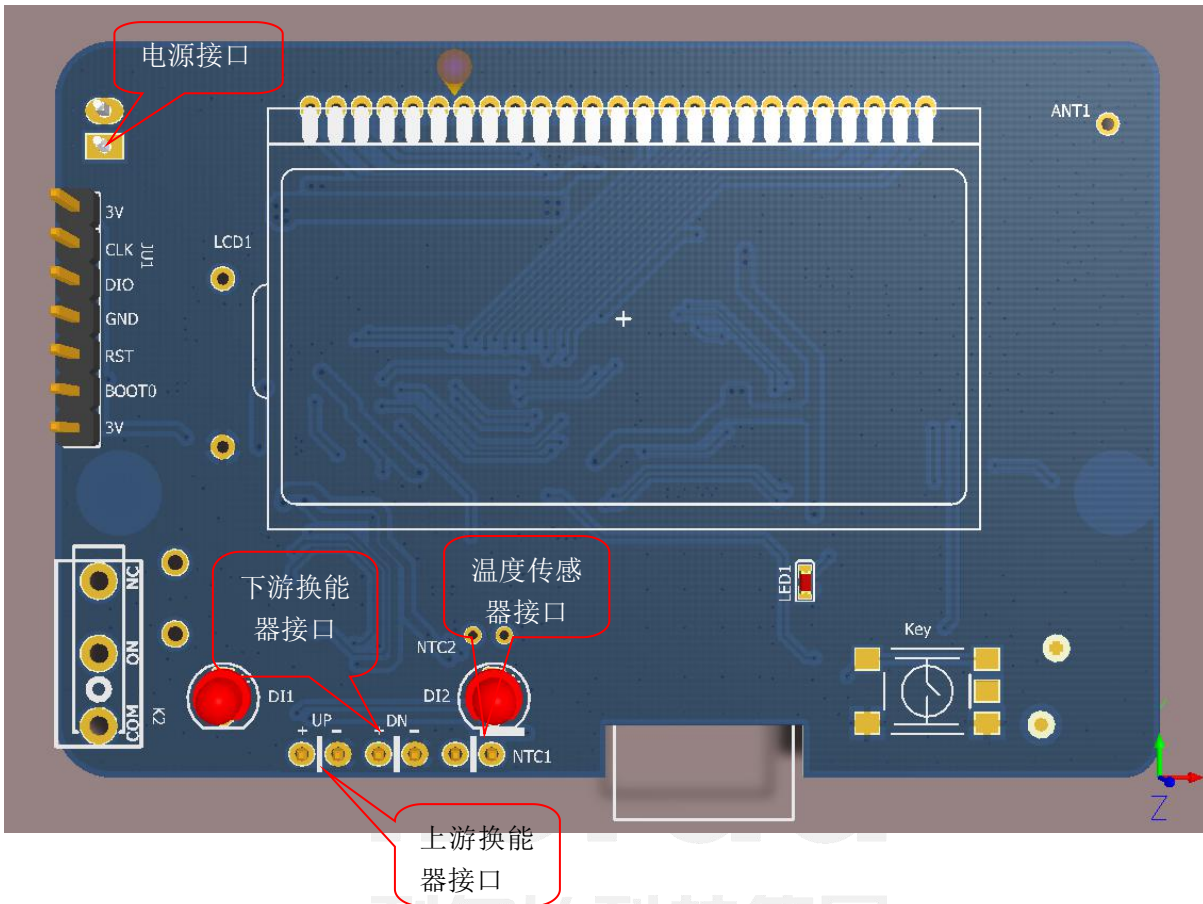 电源接口
ANT1
3V
CLK
JU1
DIO
GND
RST
BOOT0
3V
LCD1
下游换能
器接口
温度传感
器接口
LED1
Key
NC
ON
COM
K2
NTC2
DI1
DI2
+ UP -
+ DN -
NTC1
上游换能
器接口
Z